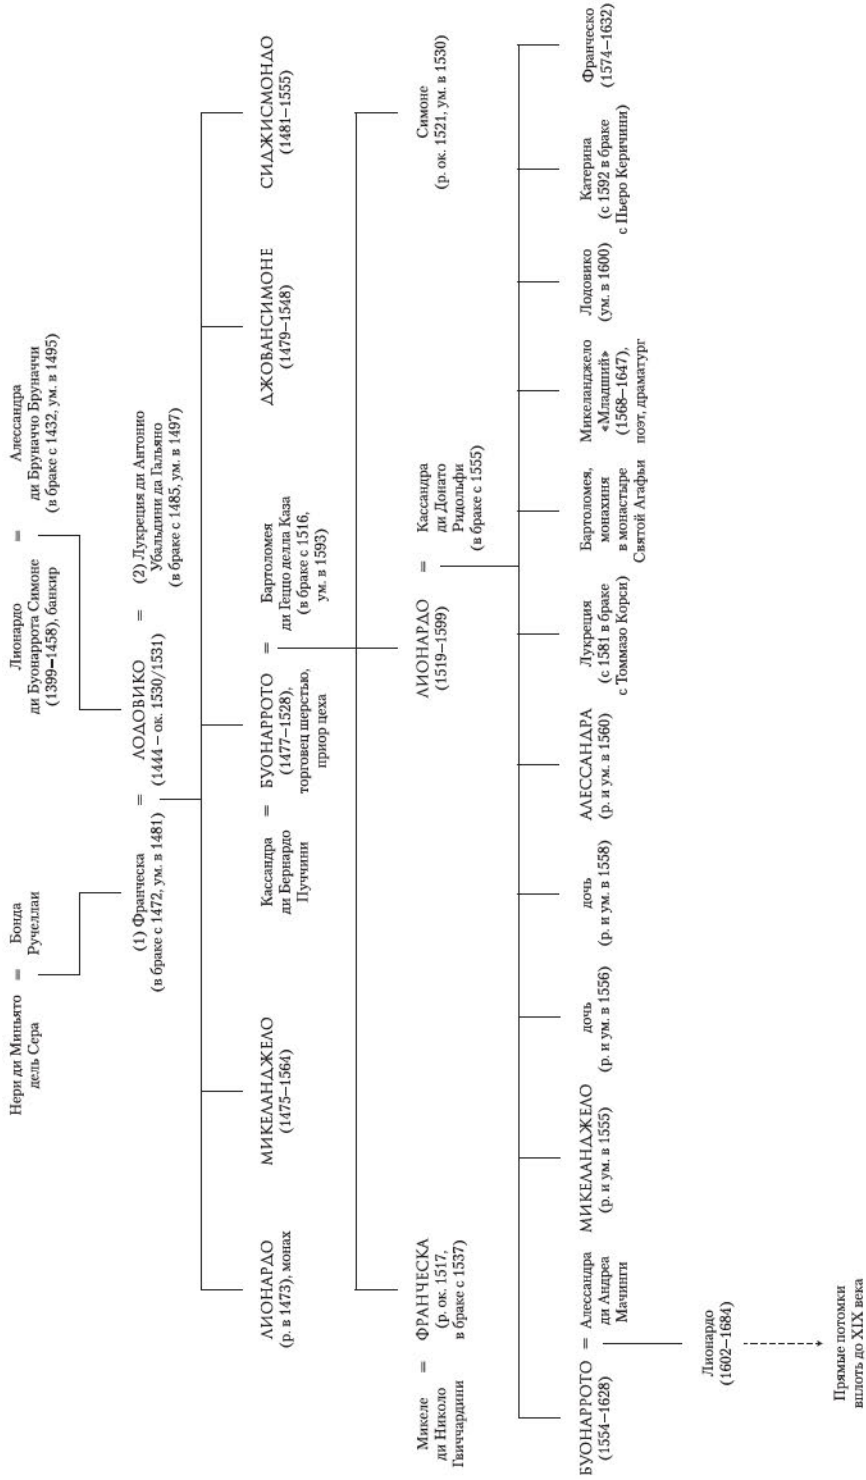 Нери ди Миньято
дель Сера
=
Бонда
Ручеллаи
Лионардо
ди Буонаррота Симоне
(1399–1458), банкир
=
Алессандра
ди Бруначчо Бруначчи
(в браке с 1432, ум. в 1495)
(1) Франческа
(в браке с 1472, ум. в 1481)
=
ЛОДОВИКО
(1444 – ок. 1530/1531)
=
(2) Лукреция ди Антонио
Убальдини да Гальяно
(в браке с 1485, ум. в 1497)
ЛИОНАРДО
(р. в 1473), монах
МИКЕЛАНДЖЕЛО
(1475–1564)
Кассандра
ди Бернардо
Пуччини
=
БУОНАРРОТО
(1477–1528),
торговец шерстью,
приор цеха
=
Бартоломея
ди Геццо делла Каза
(в браке с 1516,
ум. в 1593)
ДЖОВАНСИМОНЕ
(1479–1548)
СИДЖИСМОНДО
(1481–1555)
Микеле
ди Николо
Гвиччардини
=
ФРАНЧЕСКА
(р. ок. 1517,
в браке с 1537)
ЛИОНАРДО
(1519–1599)
=
Кассандра
ди Донато
Ридольфи
(в браке с 1555)
Симоне
(р. ок. 1521, ум. в 1530)
БУОНАРРОТО
(1554–1628)
=
Алессандра
ди Андреа
Мачинги
МИКЕЛАНДЖЕЛО
(р. и ум. в 1555)
дочь
(р. и ум. в 1556)
дочь
(р. и ум. в 1558)
АЛЕССАНДРА
(р. и ум. в 1560)
Лукреция
(с 1581 в браке
с Томмазо Корси)
Бартоломея,
монахиня
в монастыре
Святой Агафьи
Микеланджело
«Младший»
(1568–1647),
поэт, драматург
Лодовико
(ум. в 1600)
Катерина
(с 1592 в браке
с Пьеро Керичини)
Франческо
(1574–1632)
Лионардо
(1602–1684)
Прямые потомки
вплоть до XIX века